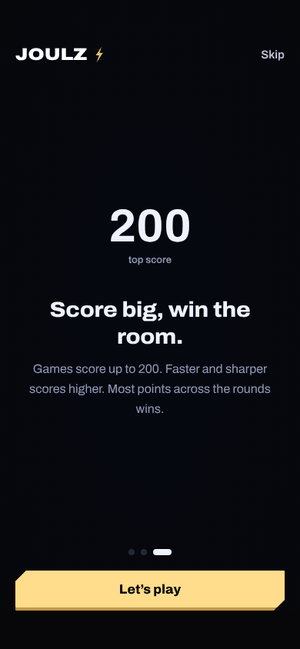 JOULZ
Skip
200
top score
Score big, win the
room.
Games score up to 200. Faster and sharper
scores higher. Most points across the rounds
wins.
Let’s play